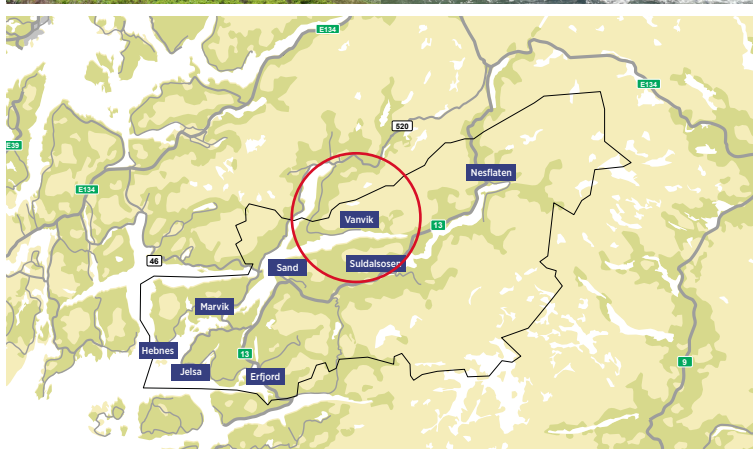 E134
520
E134
E39
Nesflaten
E134
Vanvik
13
46
Sand
Suldalsosen
Marvik
Hebnes
13
Jelsa
Erfjord
9